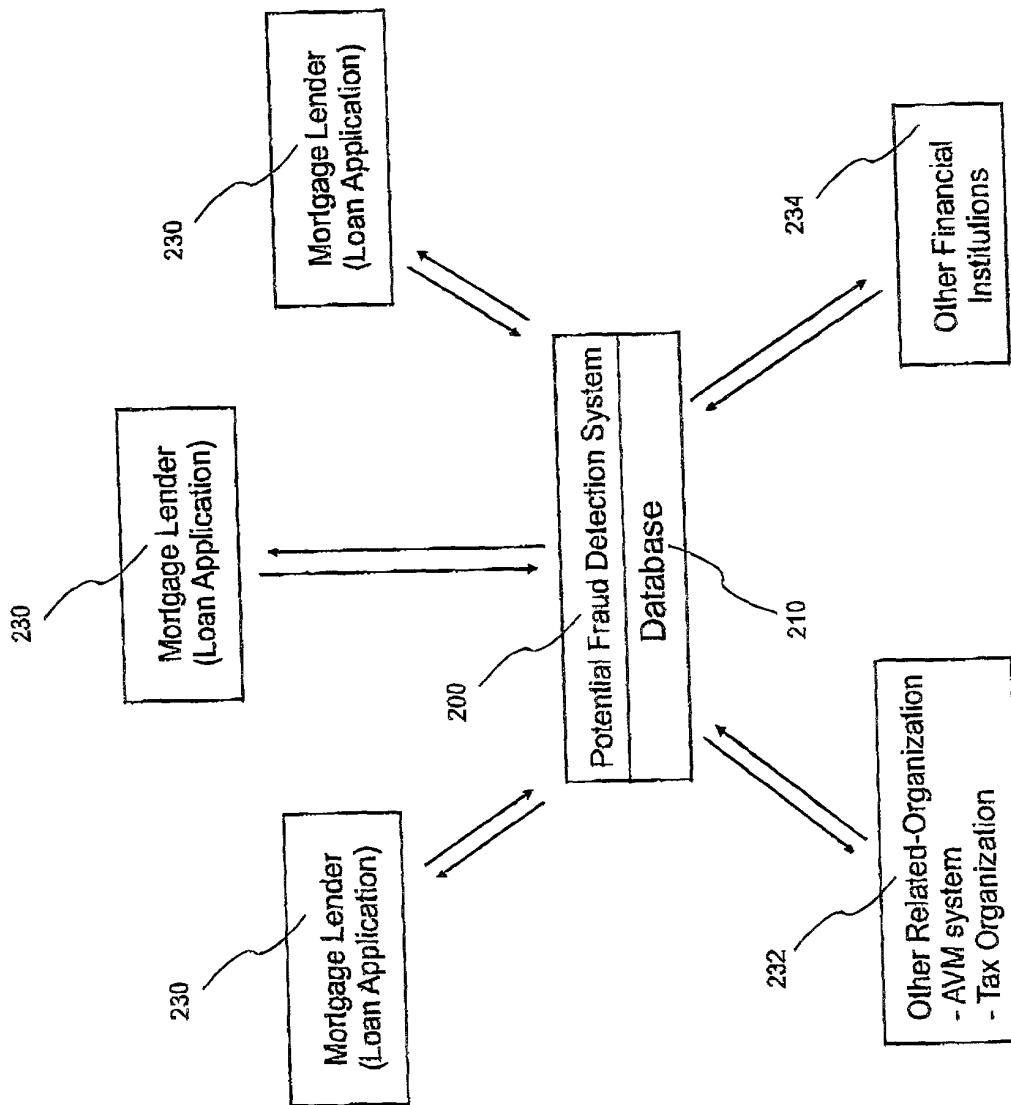 230
Mortgage Lender
(Loan Application)
230
Mortgage Lender
(Loan Application)
230
Mortgage Lender
(Loan Application)
200
Potential Fraud Detection System
Database
210
232
Other Related-Organization
- AVM system
- Tax Organization
234
Other Financial
Institutions